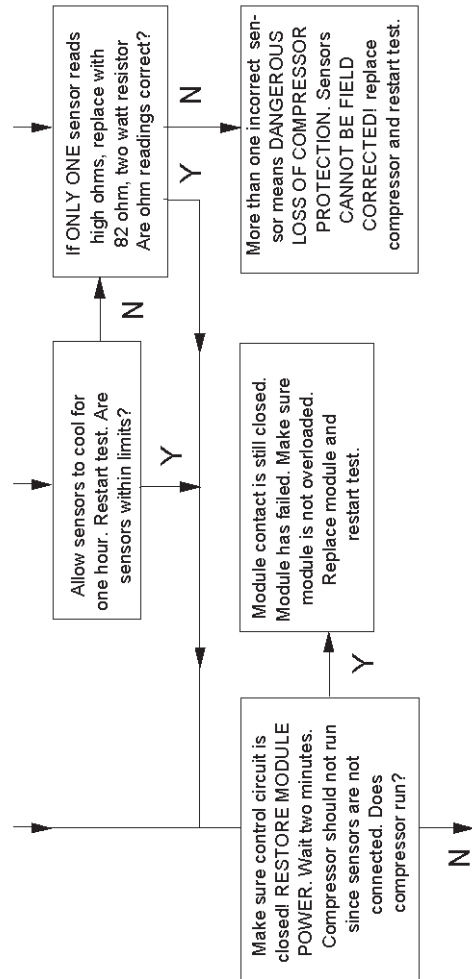 Allow sensors to cool for
one hour. Restart test. Are
sensors within limits?
N
Y
If ONLY ONE sensor reads
high ohms, replace with
82 ohm, two watt resistor
Are ohm readings correct?
Y
N
Make sure control circuit is
closed! RESTORE MODULE
POWER. Wait two minutes.
Compressor should not run
since sensors are not
connected. Does
compressor run?
Y
N
Module contact is still closed.
Module has failed. Make sure
module is not overloaded.
Replace module and
restart test.
More than one incorrect sen-
sor means DANGEROUS
LOSS OF COMPRESSOR
PROTECTION. Sensors
CANNOT BE FIELD
CORRECTED! replace
compressor and restart test.